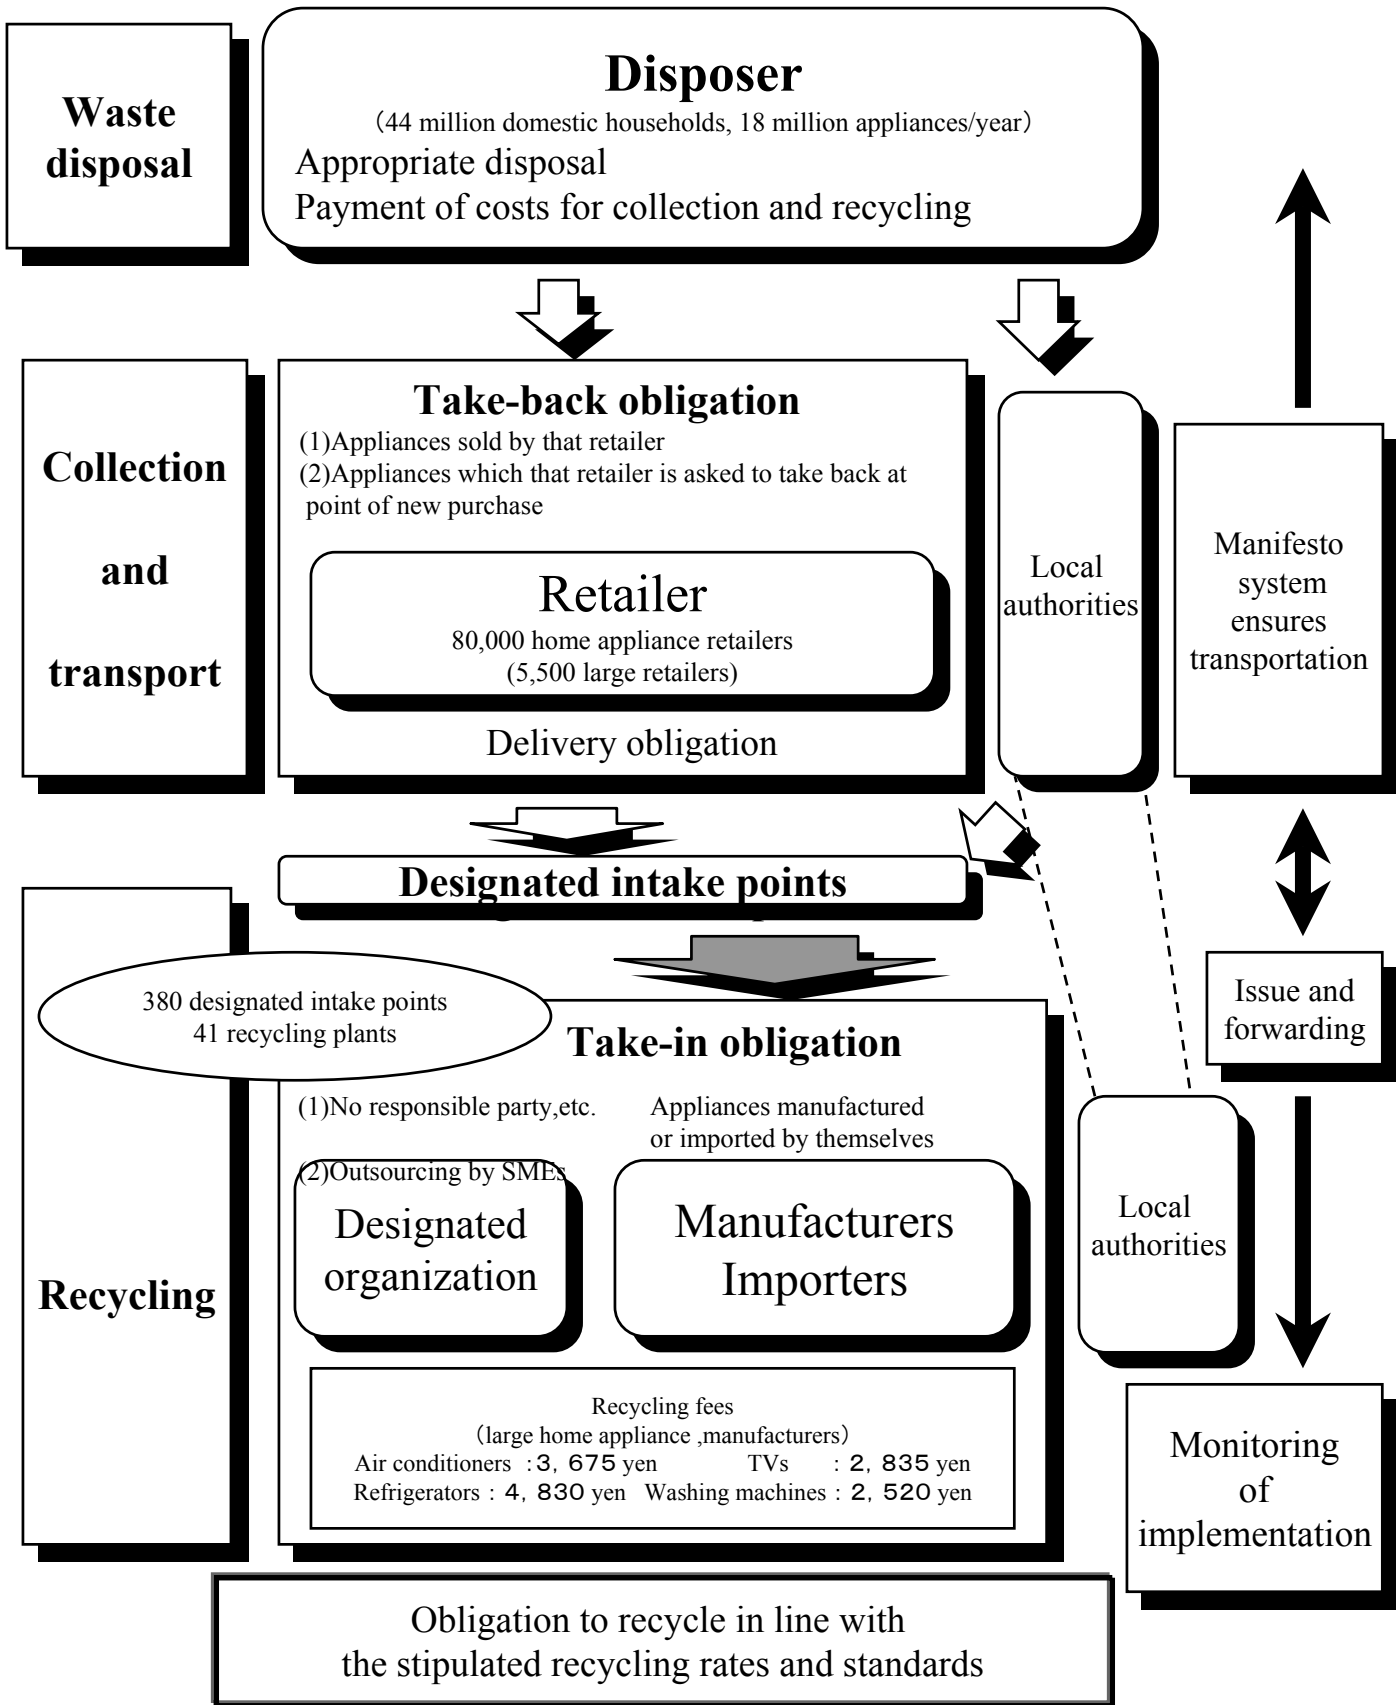 Waste
disposal
Disposer
（44 million domestic households, 18 million appliances/year）
Appropriate disposal
Payment of costs for collection and recycling
Collection
and
transport
Take-back obligation
(1)Appliances sold by that retailer
(2)Appliances which that retailer is asked to take back at
point of new purchase
Retailer
80,000 home appliance retailers
(5,500 large retailers)
Delivery obligation
Local
authorities
Manifesto
system
ensures
transportation
Designated intake points
380 designated intake points
41 recycling plants
Issue and
forwarding
Recycling
Take-in obligation
(1)No responsible party,etc.
(2)Outsourcing by SMEs
Appliances manufactured
or imported by themselves
Designated
organization
Manufacturers
Importers
Local
authorities
Recycling fees
（large home appliance ,manufacturers）
Air conditioners ：３，６７５ yen TVs ：２，８３５ yen
Refrigerators：４，８３０ yen Washing machines：２，５２０ yen
Monitoring
of
implementation
Obligation to recycle in line with
the stipulated recycling rates and standards